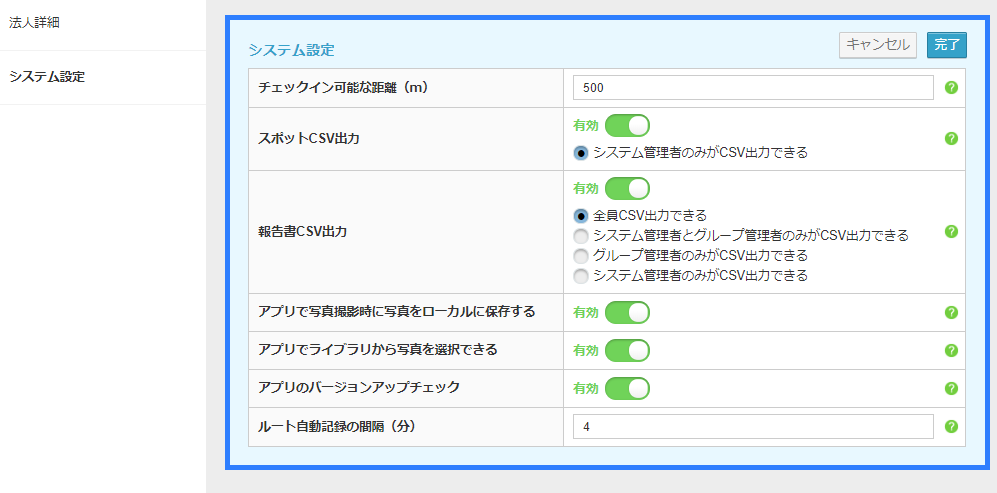 法人詳細
システム設定
システム設定
キャンセル
完了
チェックイン可能な距離（m）
500
?
スポットCSV出力
有効
システム管理者のみがCSV出力できる
?
報告書CSV出力
有効
全員CSV出力できる
システム管理者とグループ管理者のみがCSV出力できる
グループ管理者のみがCSV出力できる
システム管理者のみがCSV出力できる
?
アプリで写真撮影時に写真をローカルに保存する
有効
?
アプリでライブラリから写真を選択できる
有効
?
アプリのバージョンアップチェック
有効
?
ルート自動記録の間隔（分）
4
?